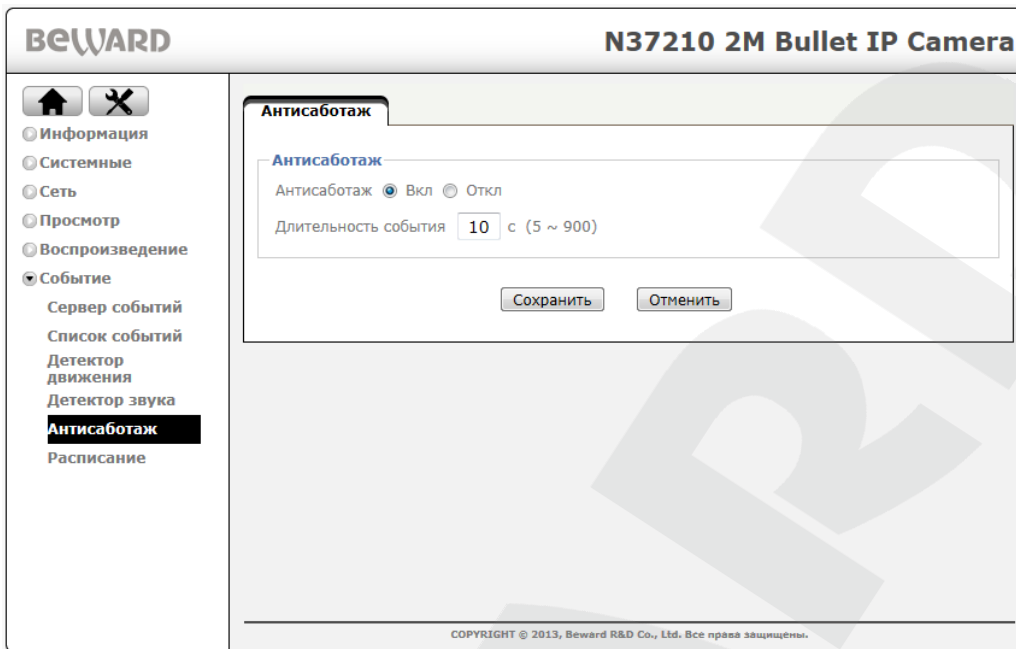 BEWARD
N37210 2M Bullet IP Camera
Информация
Системные
Сеть
Просмотр
Воспроизведение
Событие
Сервер событий
Список событий
Детектор
движения
Детектор звука
Антисаботаж
Расписание
Антисаботаж
Антисаботаж
Антисаботаж Вкл Откл
Длительность события 10 с (5 ~ 900)
Сохранить Отменить
COPYRIGHT © 2013, Beward R&D Co., Ltd. Все права защищены.